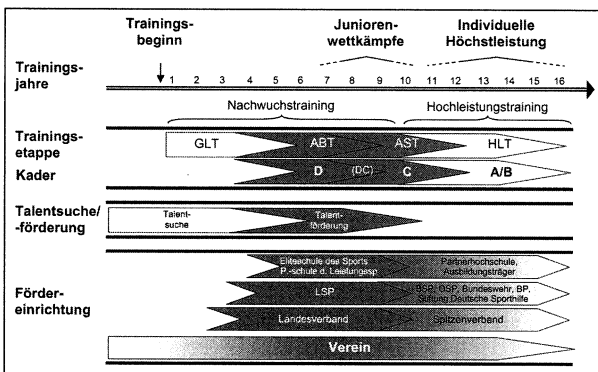 Trainings-
beginn
Junioren-
wettkämpfe
Individuelle
Höchstleistung
Trainings-
jahre
1 2 3 4 5 6 7 8 9 10 11 12 13 14 15 16
Nachwuchstraining
Hochleistungstraining
Trainings-
etappe
GLT ABT AST HLT
Kader
D (DC) C A/B
Talentsuche/
-förderung
Talent-
suche
Talent-
förderung
Förder-
einrichtung
Eliteschule des Sports
P.-schule d. Leistungssp
Partnerhochschule,
Ausbildungsträger
LSP
OSP, Bundeswehr, BP,
Stiftung Deutsche Sporthilfe
Landesverband
Spitzenverband
Verein